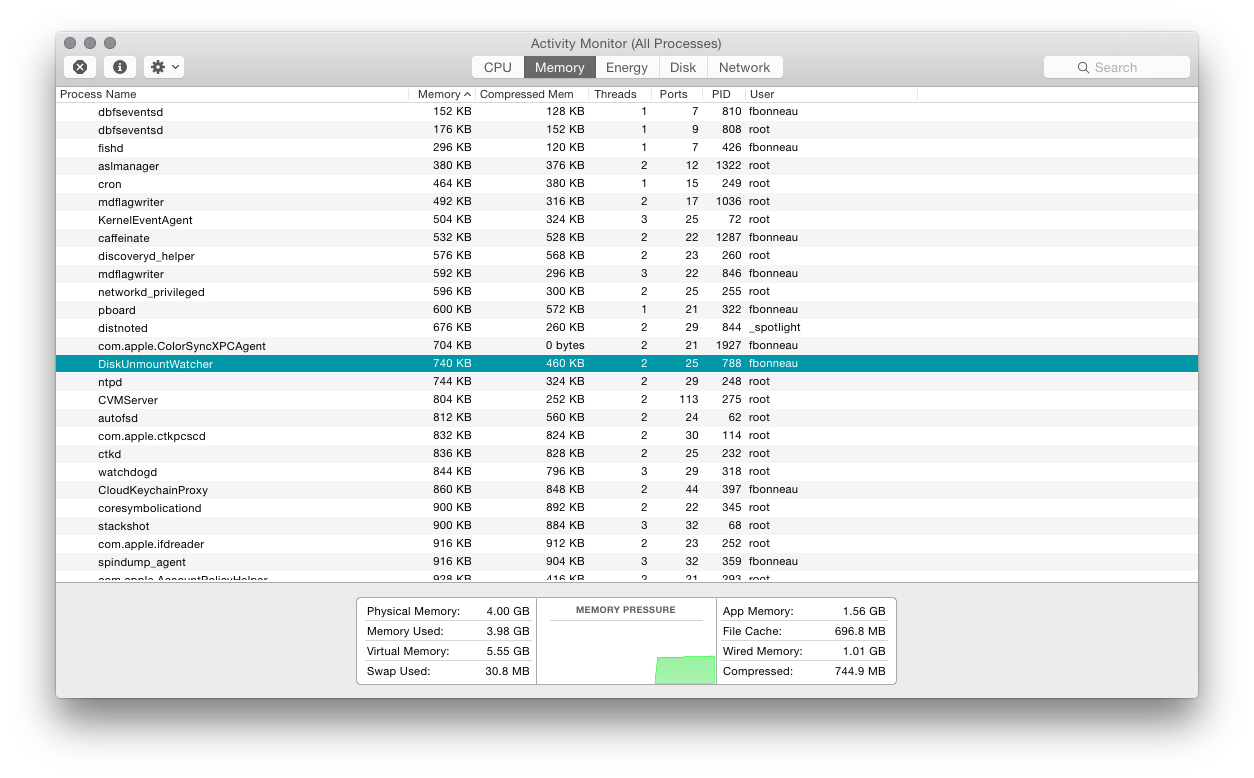 Activity Monitor (All Processes)
CPU Memory Energy Disk Network Search
Process Name Memory Compressed Mem Threads Ports PID User
dbfseventsd 152 KB 128 KB 1 7 810 fbonneau
dbfseventsd 176 KB 152 KB 1 9 808 root
fishd 296 KB 120 KB 1 7 426 fbonneau
aslmanager 380 KB 376 KB 2 12 1322 root
cron 464 KB 380 KB 1 15 249 root
mdflagwriter 492 KB 316 KB 2 17 1036 root
KernelEventAgent 504 KB 324 KB 3 25 72 root
caffeinate 532 KB 528 KB 2 22 1287 fbonneau
discoveryd_helper 576 KB 568 KB 2 23 260 root
mdflagwriter 592 KB 296 KB 3 22 846 fbonneau
networkd_privileged 596 KB 300 KB 2 25 255 root
pboard 600 KB 572 KB 1 21 322 fbonneau
distnoted 676 KB 260 KB 2 29 844 _spotlight
com.apple.ColorSyncXPCAgent 704 KB 0 bytes 2 21 1927 fbonneau
DiskUnmountWatcher 740 KB 460 KB 2 25 788 fbonneau
ntpd 744 KB 324 KB 2 29 248 root
CVMServer 804 KB 252 KB 2 113 275 root
autofsd 812 KB 560 KB 2 24 62 root
com.apple.ctkpcscd 832 KB 824 KB 2 30 114 root
ctkd 836 KB 828 KB 2 25 232 root
watchdogd 844 KB 796 KB 3 29 318 root
CloudKeychainProxy 860 KB 848 KB 2 44 397 fbonneau
coresymbolicationd 900 KB 892 KB 2 22 345 root
stackshot 900 KB 884 KB 3 32 68 root
com.apple.ifdreader 916 KB 912 KB 2 23 252 root
spindump_agent 916 KB 904 KB 3 32 359 fbonneau
com.apple.AccountPolicyHelper 928 KB 416 KB 2 21 293 root
Physical Memory: 4.00 GB
Memory Used: 3.98 GB
Virtual Memory: 5.55 GB
Swap Used: 30.8 MB
MEMORY PRESSURE
App Memory: 1.56 GB
File Cache: 696.8 MB
Wired Memory: 1.01 GB
Compressed: 744.9 MB